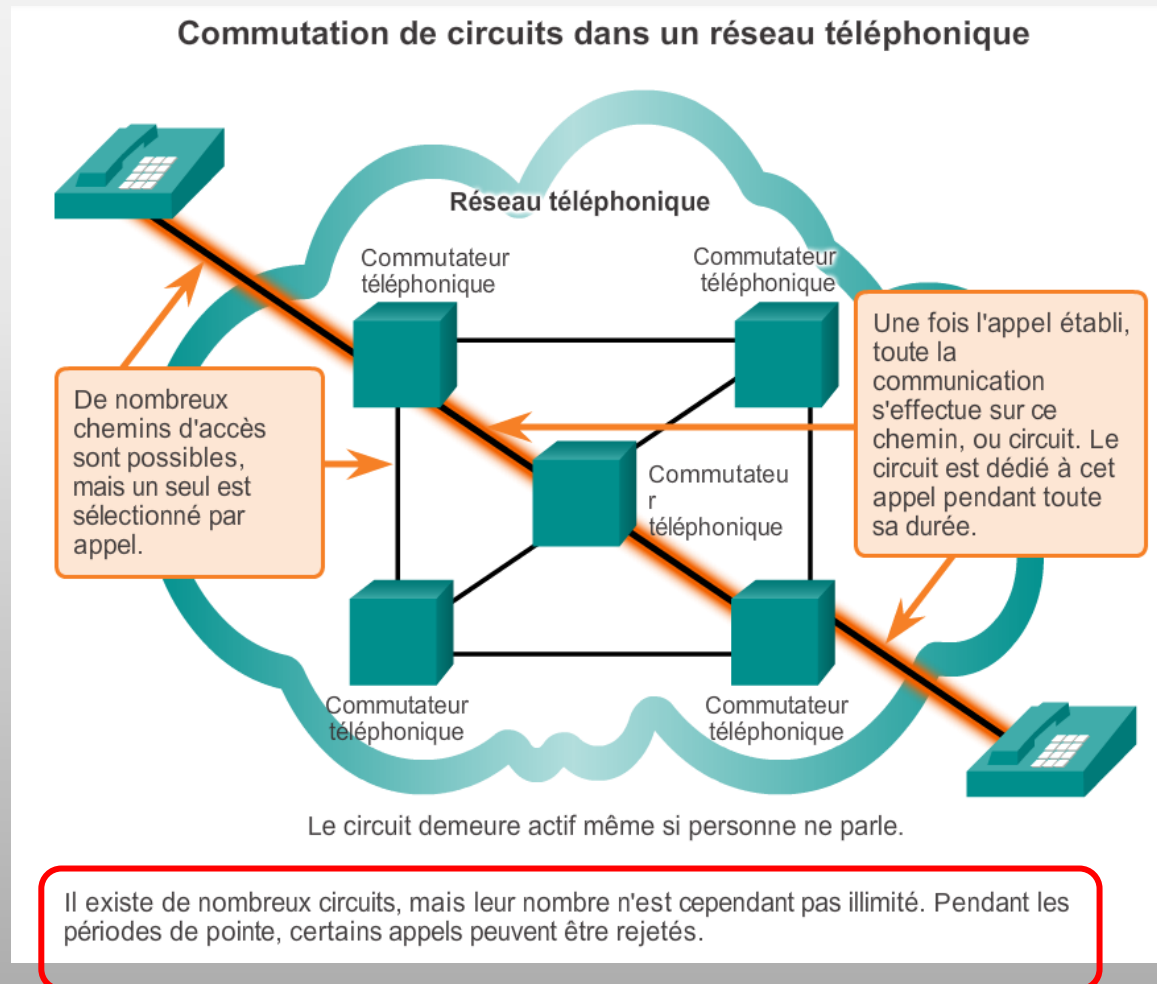 Commutation de circuits dans un réseau téléphonique
Réseau téléphonique
Commutateur
téléphonique
Commutateur
téléphonique
De nombreux
chemins d'accès
sont possibles,
mais un seul est
sélectionné par
appel.
Une fois l'appel établi,
toute la
communication
s'effectue sur ce
chemin, ou circuit. Le
circuit est dédié à cet
appel pendant toute
sa durée.
Commutateu
r
téléphonique
Commutateur
téléphonique
Commutateur
téléphonique
Le circuit demeure actif même si personne ne parle.
Il existe de nombreux circuits, mais leur nombre n'est cependant pas illimité. Pendant les
périodes de pointe, certains appels peuvent être rejetés.